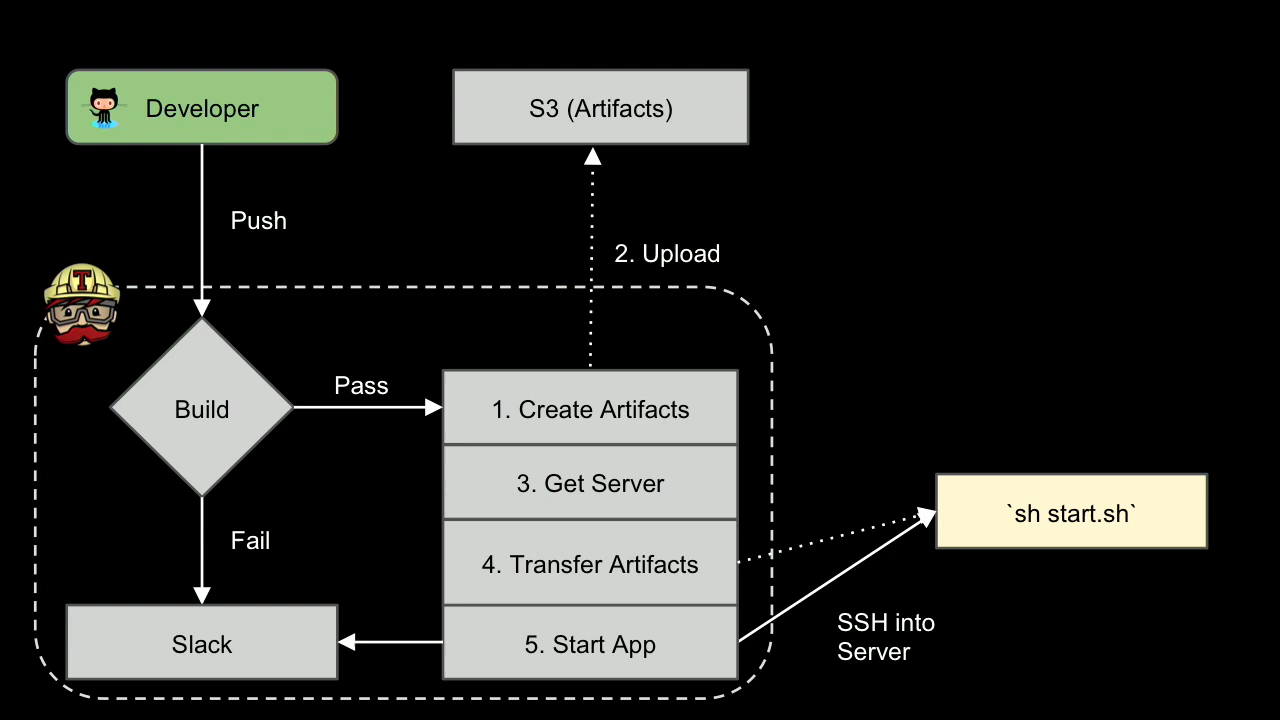 Developer
S3 (Artifacts)
Push
2. Upload
T
Pass
Build
1. Create Artifacts
3. Get Server
`sh start.sh`
Fail
4. Transfer Artifacts
SSH into
Server
Slack
5. Start App